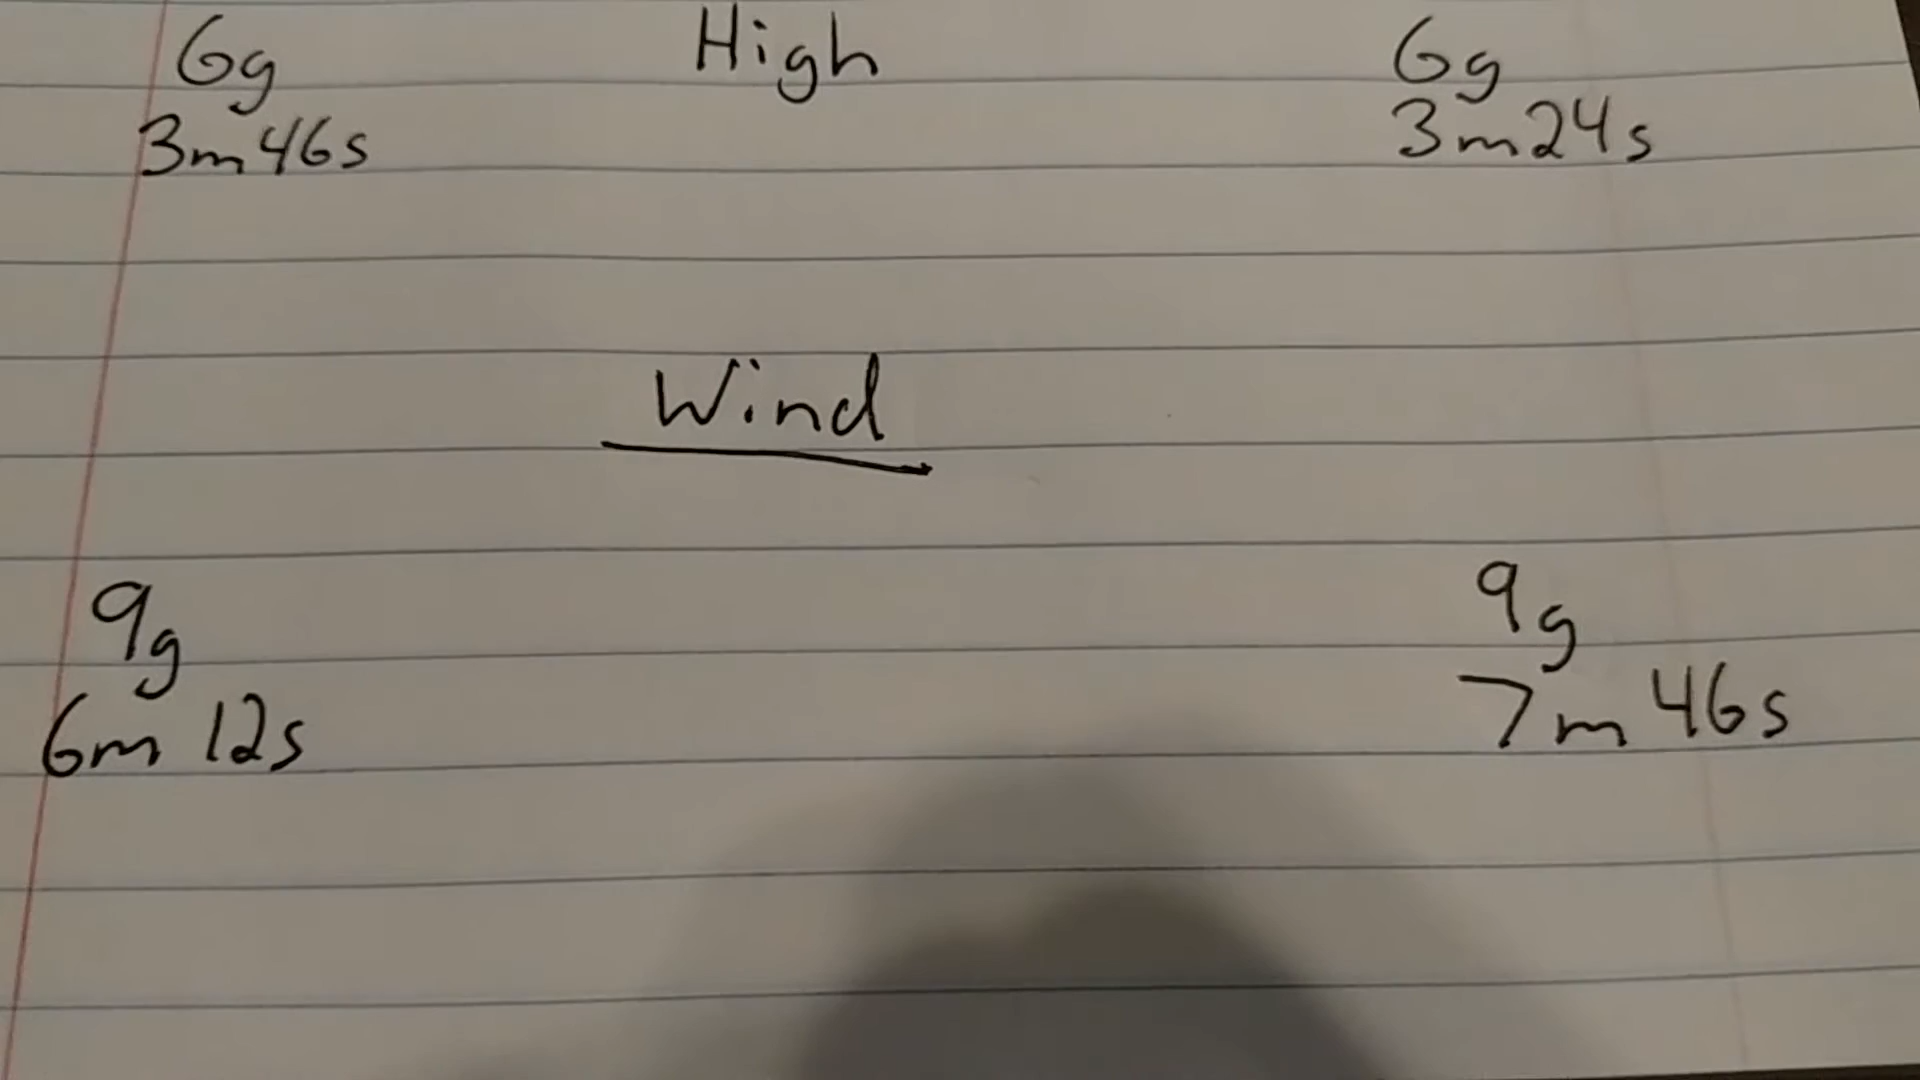 6g High 6g
3m46s 3m24s
Wind
9g 9g
6m 12s 7m 46s